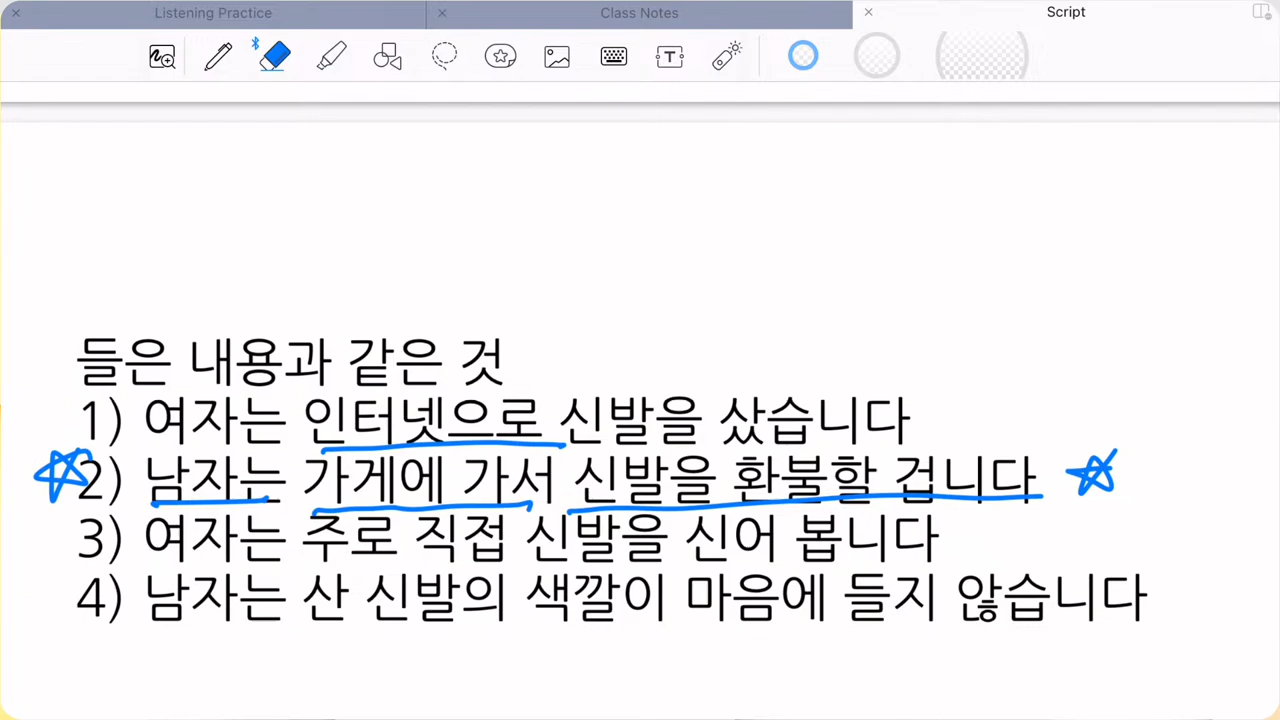 Listening Practice
Class Notes
Script
T
들은 내용과 같은 것
1) 여자는 인터넷으로 신발을 샀습니다
2) 남자는 가게에 가서 신발을 환불할 겁니다
3) 여자는 주로 직접 신발을 신어 봅니다
4) 남자는 산 신발의 색깔이 마음에 들지 않습니다